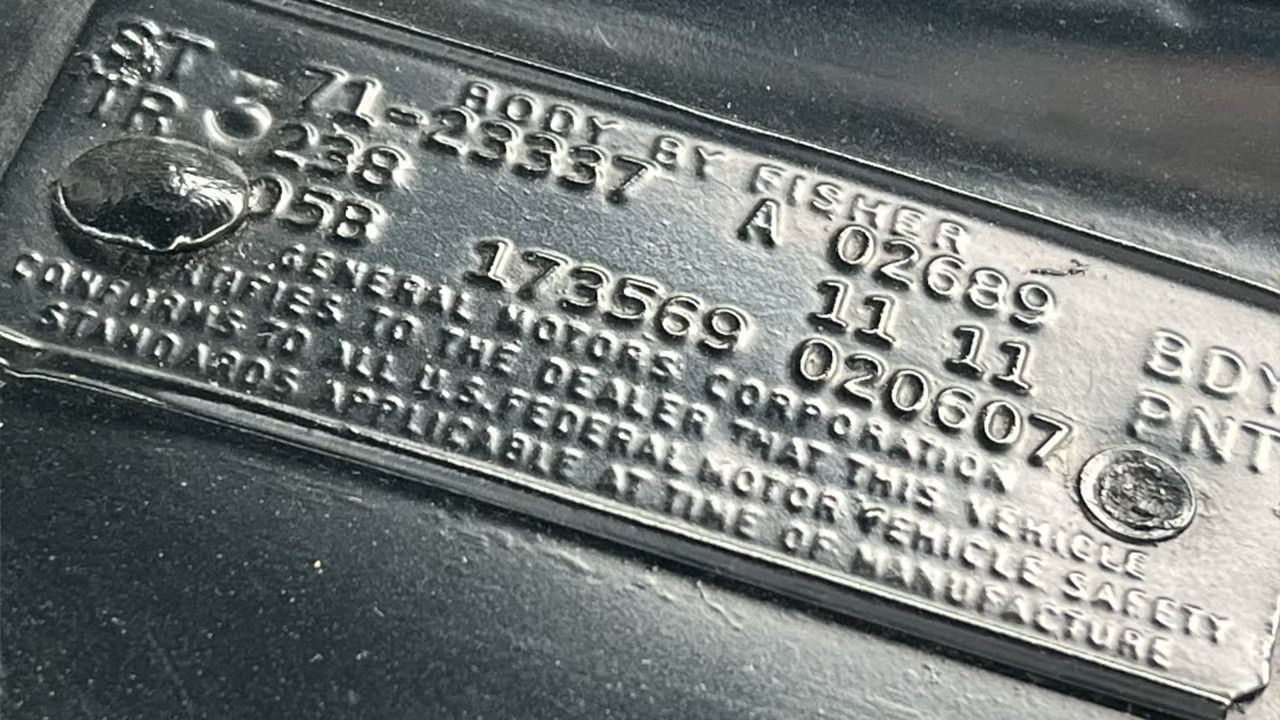 BODY BY FISHER
ST 71-23337 A 02689 BDY
TR 3 238 11 11 PNT
05B 173569 020607
GENERAL MOTORS CORPORATION
TO THE DEALER THAT THIS VEHICLE
CONFORMS TO ALL U.S. FEDERAL MOTOR VEHICLE SAFETY
STANDARDS APPLICABLE AT TIME OF MANUFACTURE